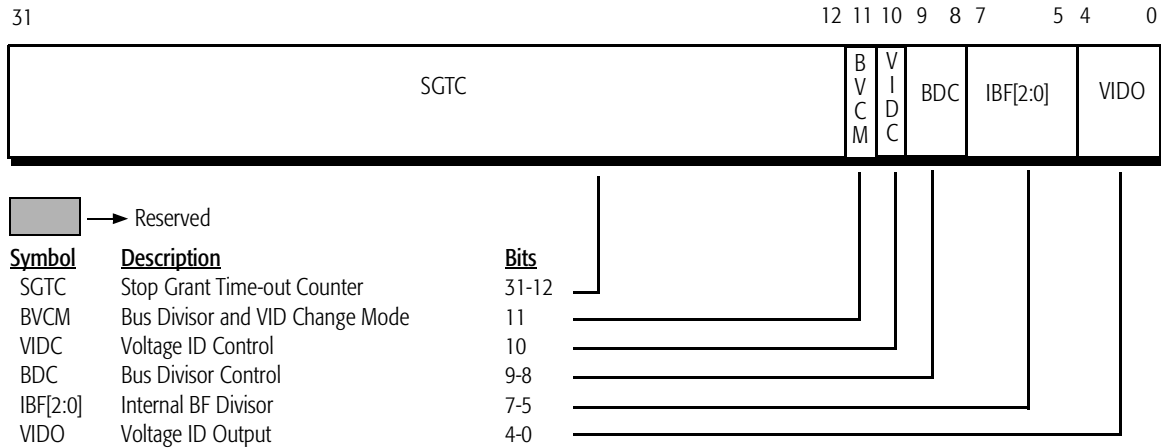 31 12 11 10 9 8 7 5 4 0
SGTC BVCM VIDC BDC IBF[2:0] VIDO
Reserved
Symbol Description Bits
SGTC Stop Grant Time-out Counter 31-12
BVCM Bus Divisor and VID Change Mode 11
VIDC Voltage ID Control 10
BDC Bus Divisor Control 9-8
IBF[2:0] Internal BF Divisor 7-5
VIDO Voltage ID Output 4-0